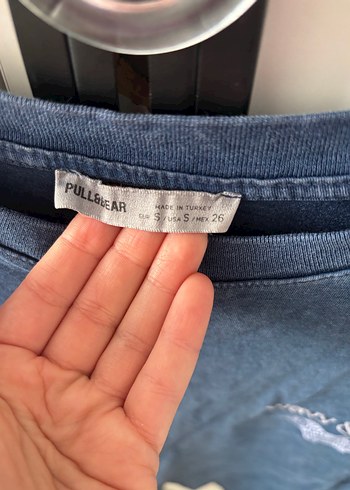 PULL&BEAR
MADE IN TURKEY
EUR S / USA S / MEX 26